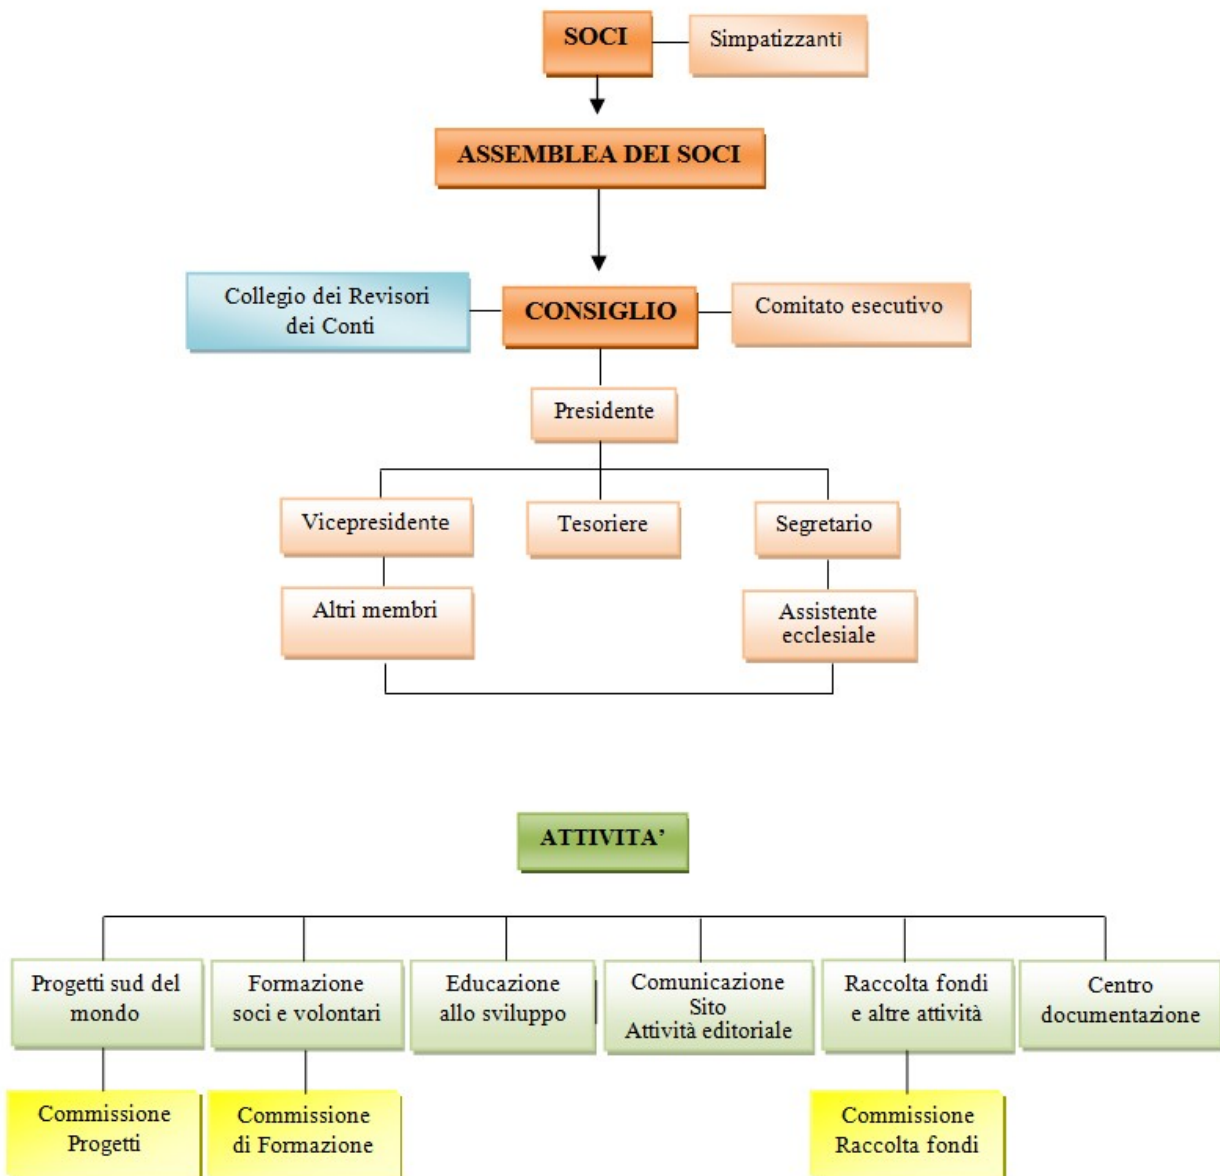 SOCI
Simpatizzanti
ASSEMBLEA DEI SOCI
Collegio dei Revisori
dei Conti
CONSIGLIO
Comitato esecutivo
Presidente
Vicepresidente
Tesoriere
Segretario
Altri membri
Assistente
ecclesiale
ATTIVITA’
Progetti sud del
mondo
Formazione
soci e volontari
Educazione
allo sviluppo
Comunicazione
Sito
Attività editoriale
Raccolta fondi
e altre attività
Centro
documentazione
Commissione
Progetti
Commissione
di Formazione
Commissione
Raccolta fondi